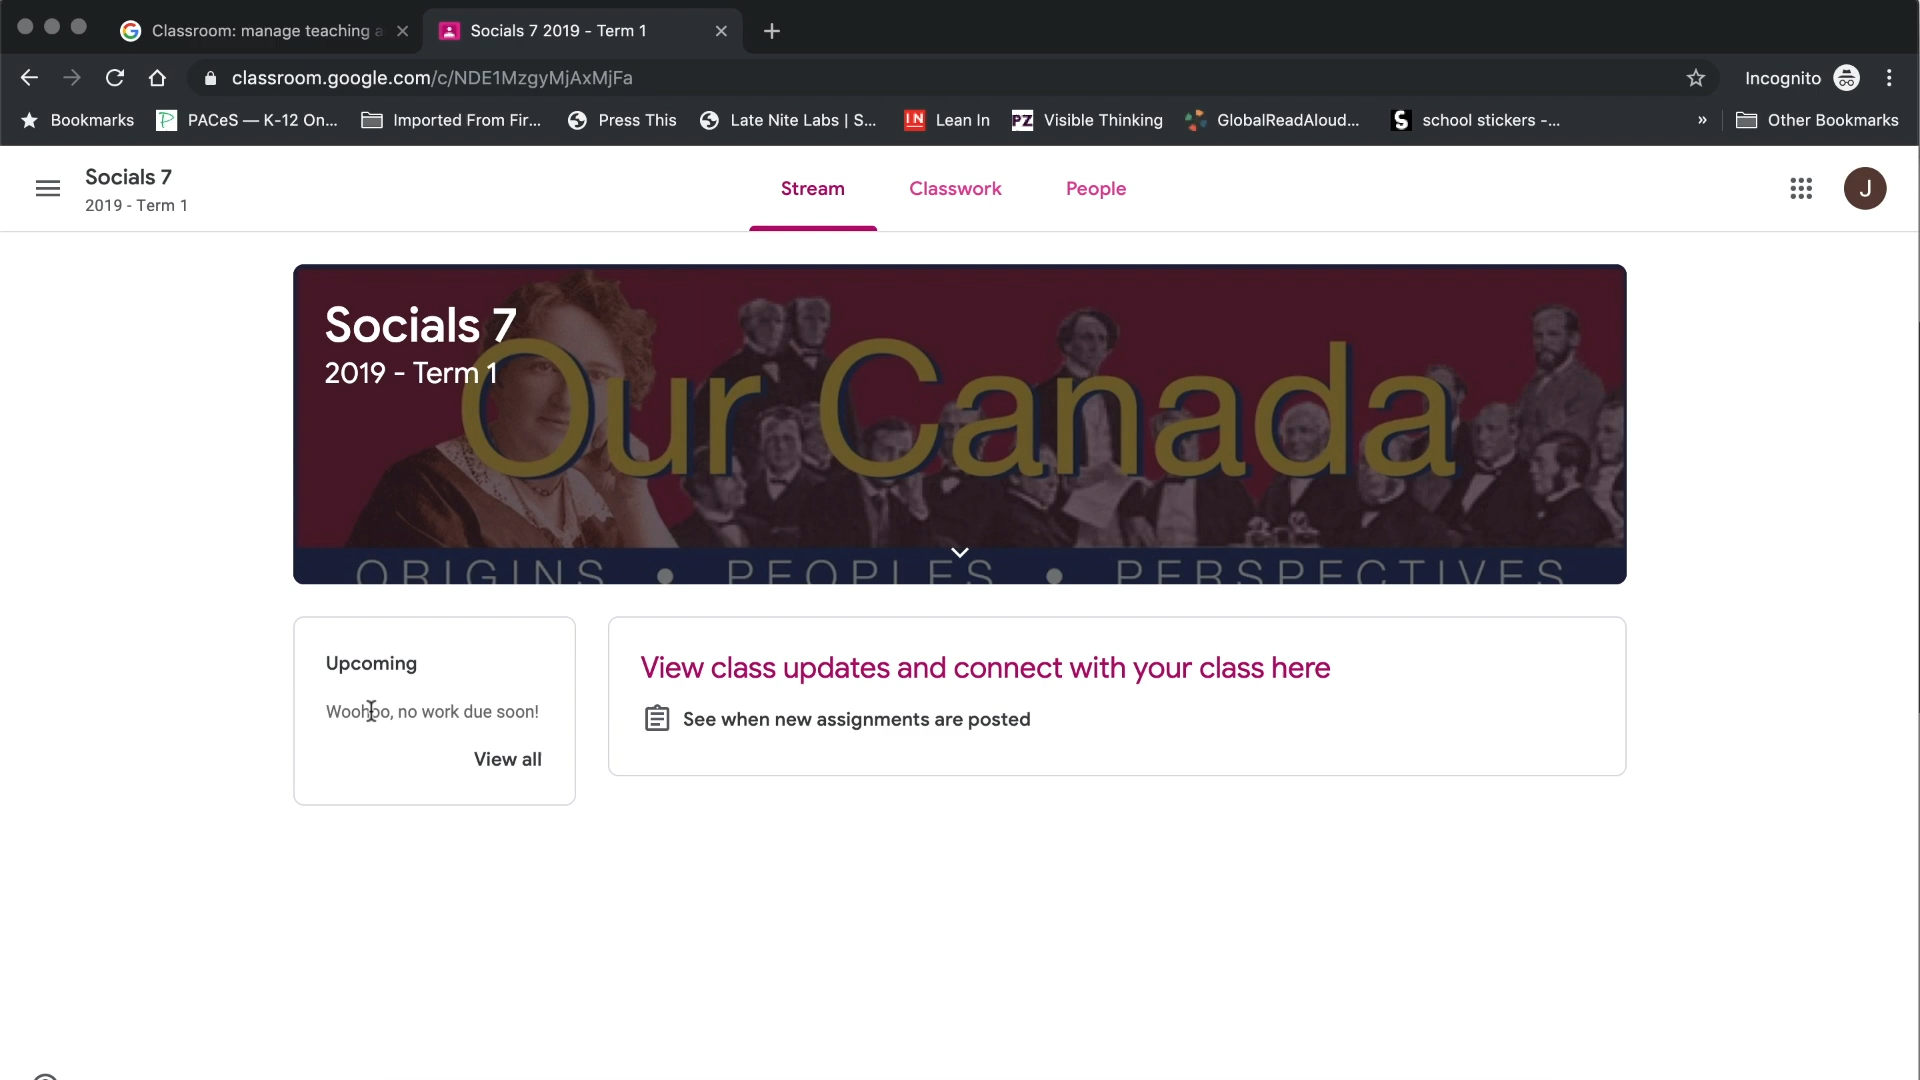 Classroom: manage teaching a
Socials 7 2019 - Term 1
classroom.google.com/c/NDE1MzgyMjAxMjFa
Incognito
Bookmarks
PACeS — K-12 On...
Imported From Fir...
Press This
Late Nite Labs | S...
IN
Lean In
PZ
Visible Thinking
GlobalReadAloud...
S
school stickers -...
»
Other Bookmarks
Socials 7
2019 - Term 1
Stream
Classwork
People
J
Socials 7
2019 - Term 1
Our Canada
ORIGINS • PEOPLES • PERSPECTIVES
Upcoming
Woohoo, no work due soon!
View all
View class updates and connect with your class here
See when new assignments are posted